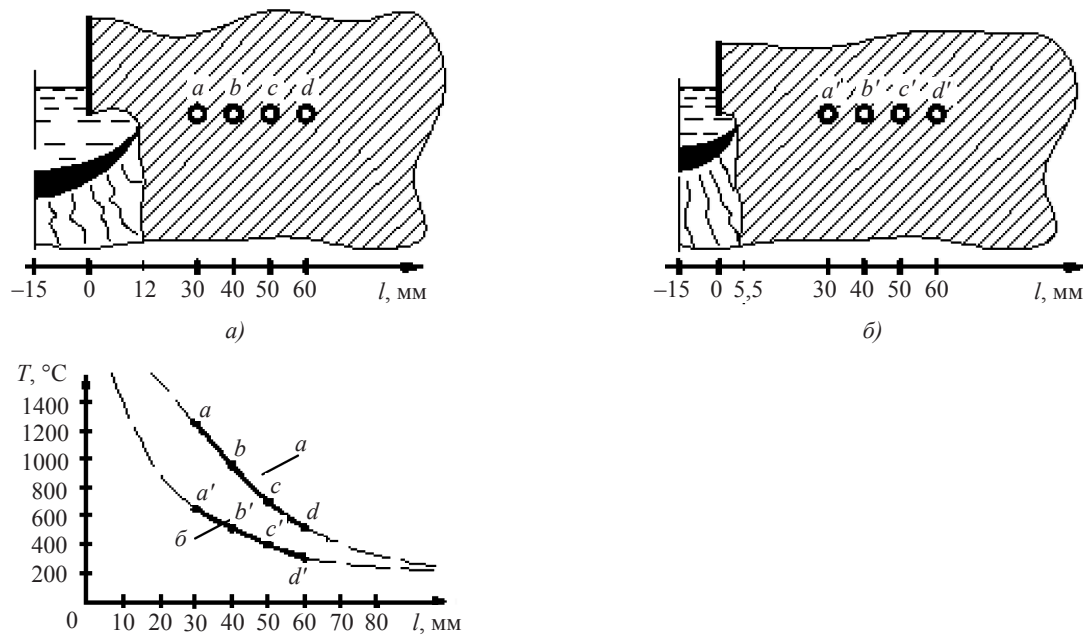 a b c d
–15 0 12 30 40 50 60 l, мм
а)
a' b' c' d'
–15 0 5,5 30 40 50 60 l, мм
б)
T, °C
1400
1200
1000
800
600
400
200
a
b
а
c
d
a'
b'
c'
б
d'
0 10 20 30 40 50 60 70 80 l, мм